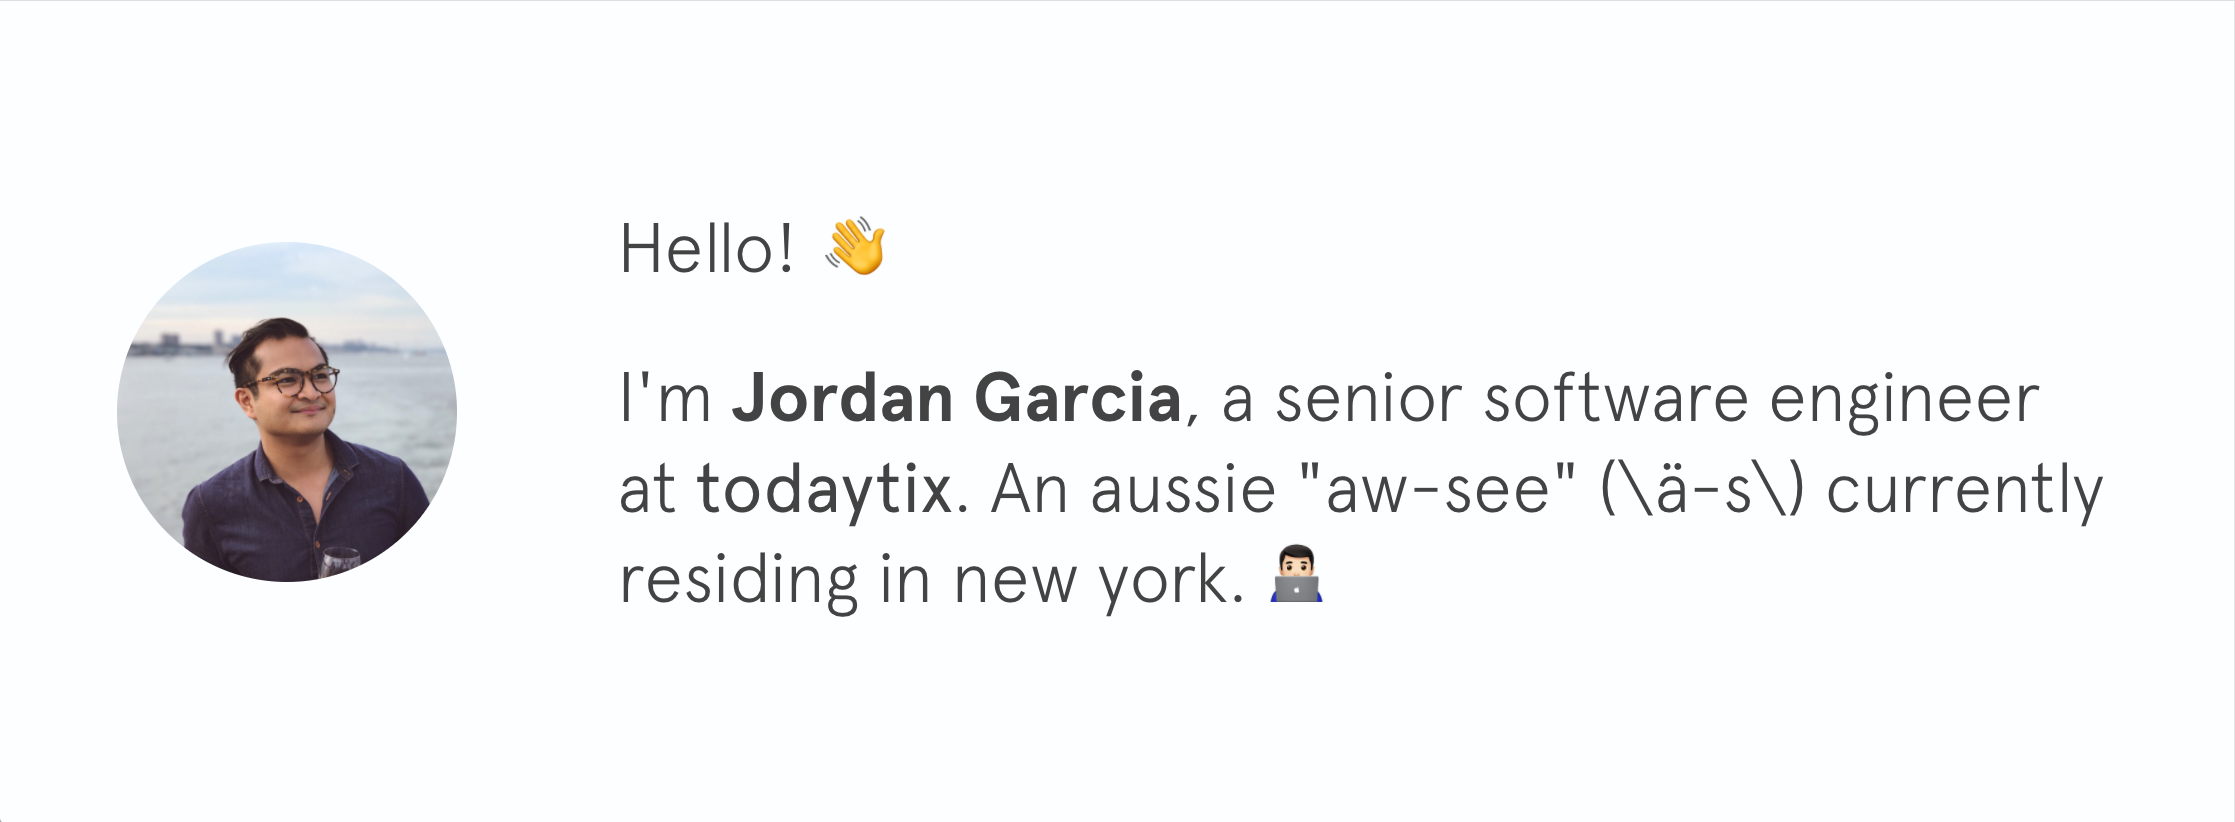 Hello! 👋
I'm Jordan Garcia, a senior software engineer
at todaytix. An aussie "aw-see" (\ä-s\) currently
residing in new york. 👨🏻‍💻